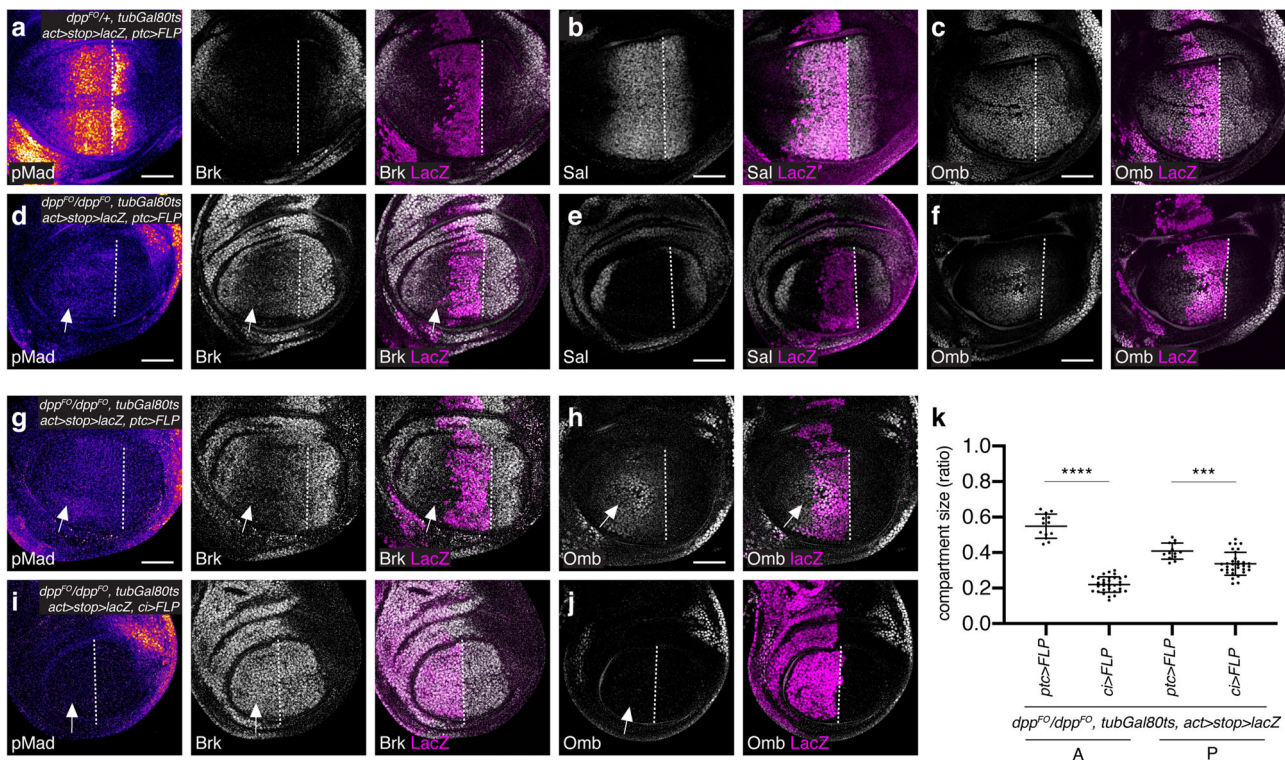 a
dpp^FO/+, tubGal80ts
act>stop>lacZ, ptc>FLP
pMad
Brk
Brk LacZ
b
Sal
Sal LacZ
c
Omb
Omb LacZ
d
dpp^FO/dpp^FO, tubGal80ts
act>stop>lacZ, ptc>FLP
pMad
Brk
Brk LacZ
e
Sal
Sal LacZ
f
Omb
Omb LacZ
g
dpp^FO/dpp^FO, tubGal80ts
act>stop>lacZ, ptc>FLP
pMad
Brk
Brk LacZ
h
Omb
Omb lacZ
i
dpp^FO/dpp^FO, tubGal80ts
act>stop>lacZ, ci>FLP
pMad
Brk
Brk LacZ
j
Omb
Omb LacZ
k
compartment size (ratio)
1.0
0.8
0.6
0.4
0.2
0.0
****
***
ptc>FLP
ci>FLP
ptc>FLP
ci>FLP
dpp^FO/dpp^FO, tubGal80ts, act>stop>lacZ
A
P